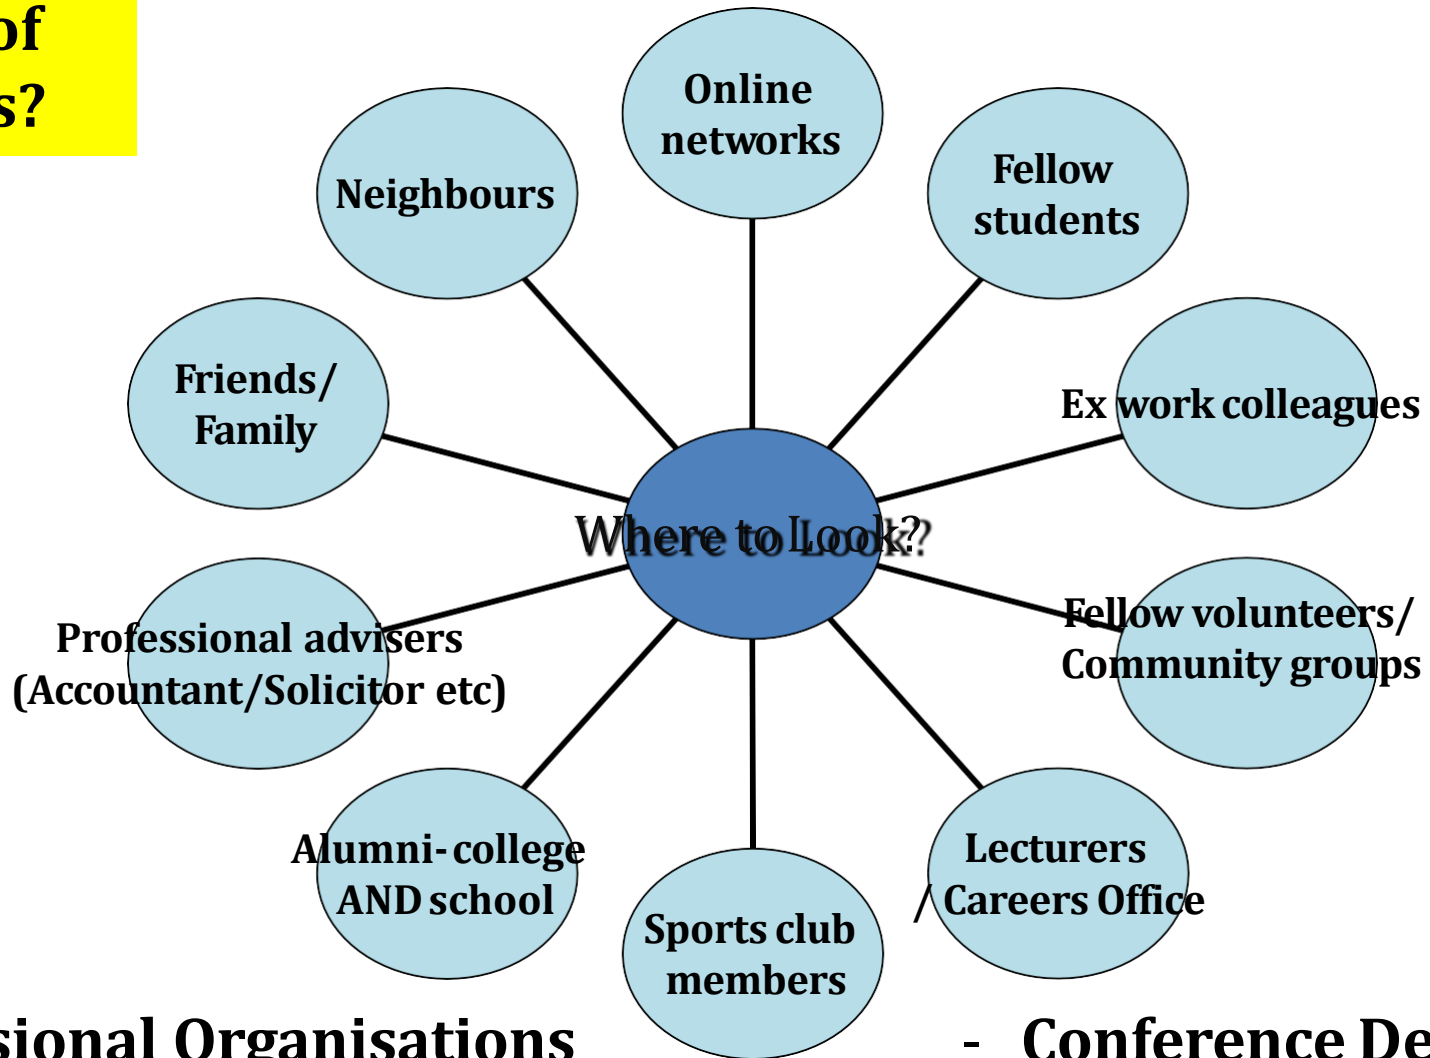 of
s?
Online
networks
Neighbours
Fellow
students
Friends/
Family
Ex work colleagues
Where to Look?
Professional advisers
(Accountant/Solicitor etc)
Fellow volunteers/
Community groups
Alumni-college
AND school
Lecturers
/ Careers Office
Sports club
members
sional Organisations
- Conference De